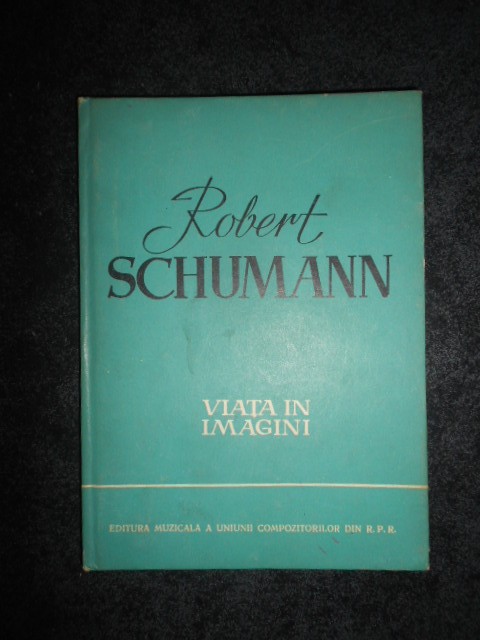 Robert
SCHUMANN
VIAȚA IN
IMAGINI
EDITURA MUZICALA A UNIUNII COMPOZITORILOR DIN R.P.R.